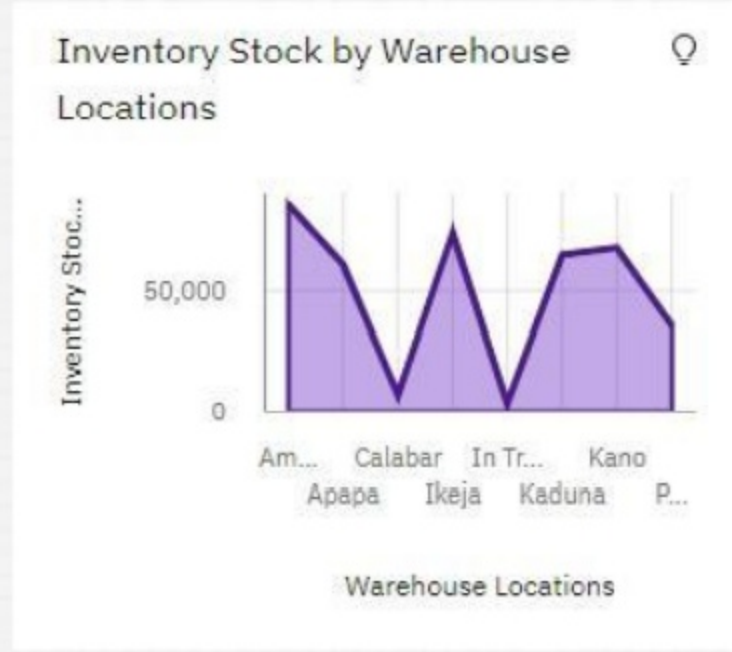 Inventory Stock by Warehouse
Locations
Inventory Stoc...
50,000
0
Am... Calabar In Tr... Kano
Apapa Ikeja Kaduna P...
Warehouse Locations